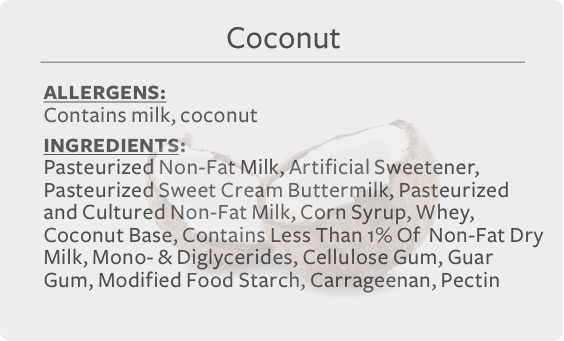 Coconut
ALLERGENS:
Contains milk, coconut
INGREDIENTS:
Pasteurized Non-Fat Milk, Artificial Sweetener,
Pasteurized Sweet Cream Buttermilk, Pasteurized
and Cultured Non-Fat Milk, Corn Syrup, Whey,
Coconut Base, Contains Less Than 1% Of Non-Fat Dry
Milk, Mono- & Diglycerides, Cellulose Gum, Guar
Gum, Modified Food Starch, Carrageenan, Pectin